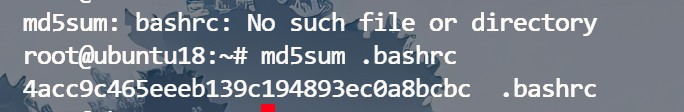 md5sum: bashrc: No such file or directory
root@ubuntu18:~# md5sum .bashrc
4acc9c465eeeb139c194893ec0a8bcbc  .bashrc